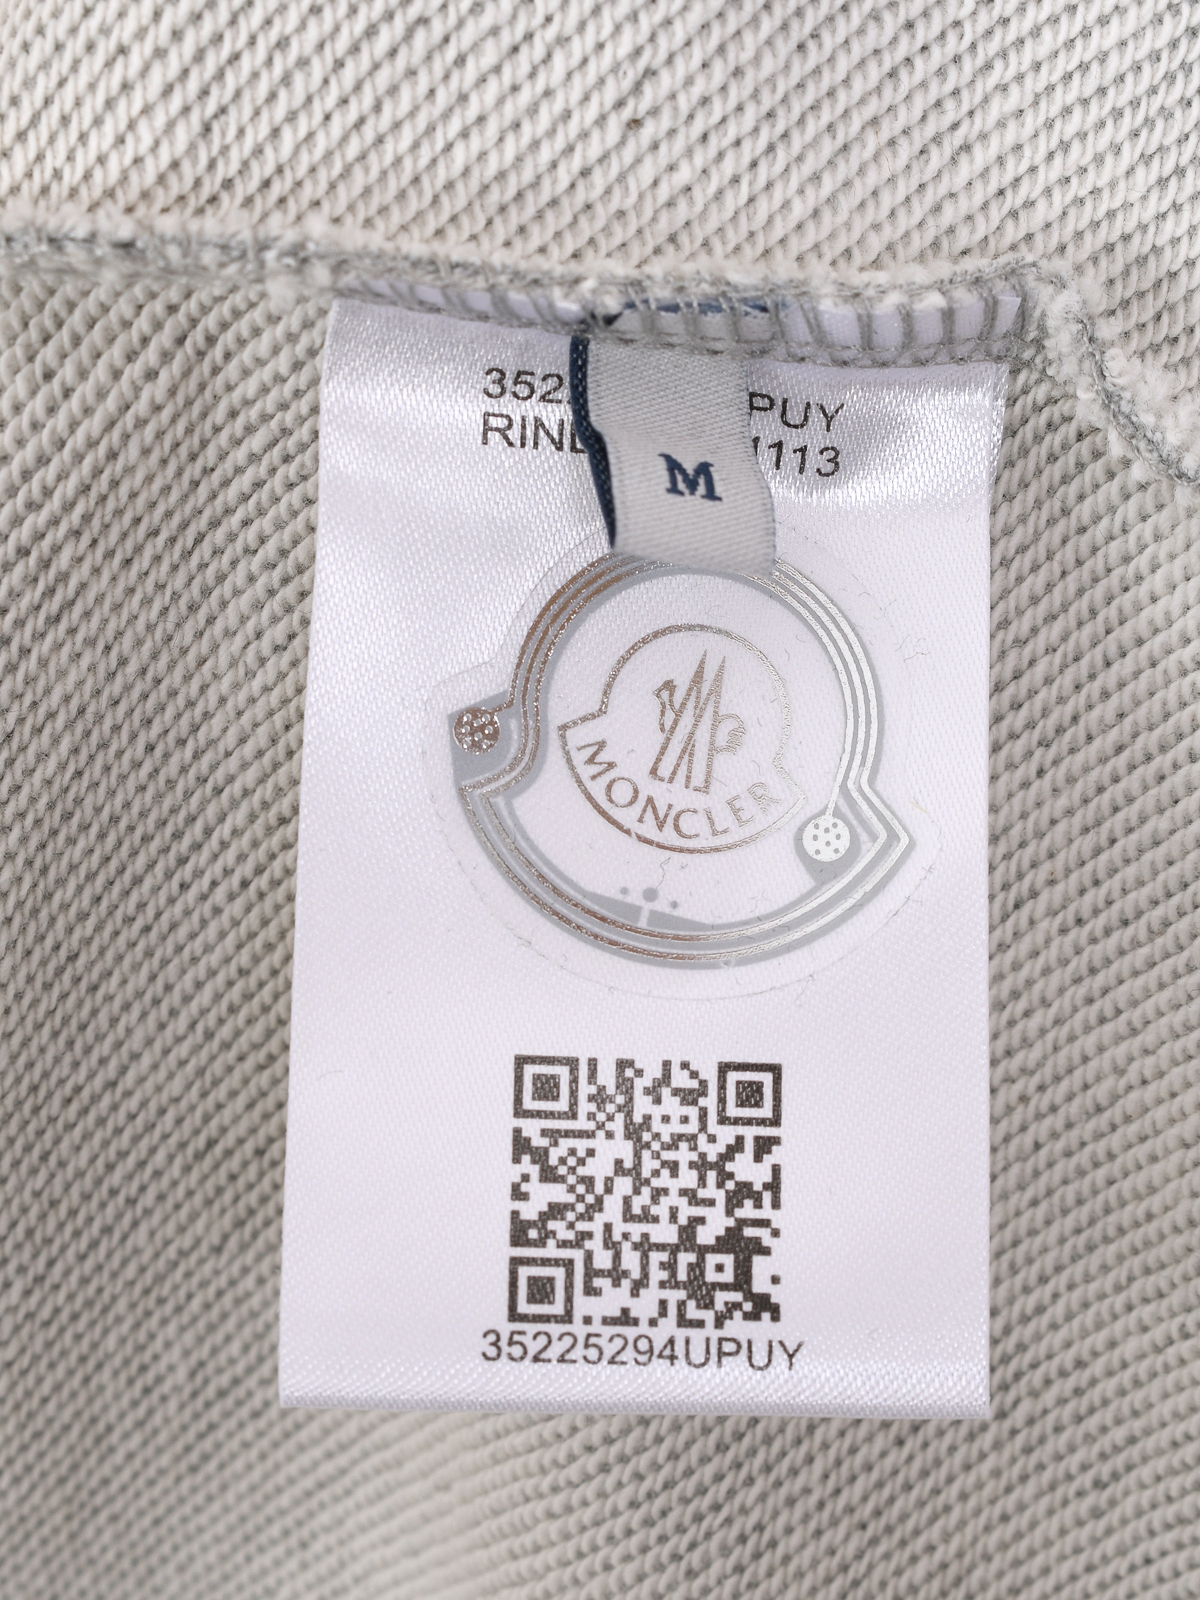 352 PUY
RIN 1113
M
MONCLER
35225294UPUY